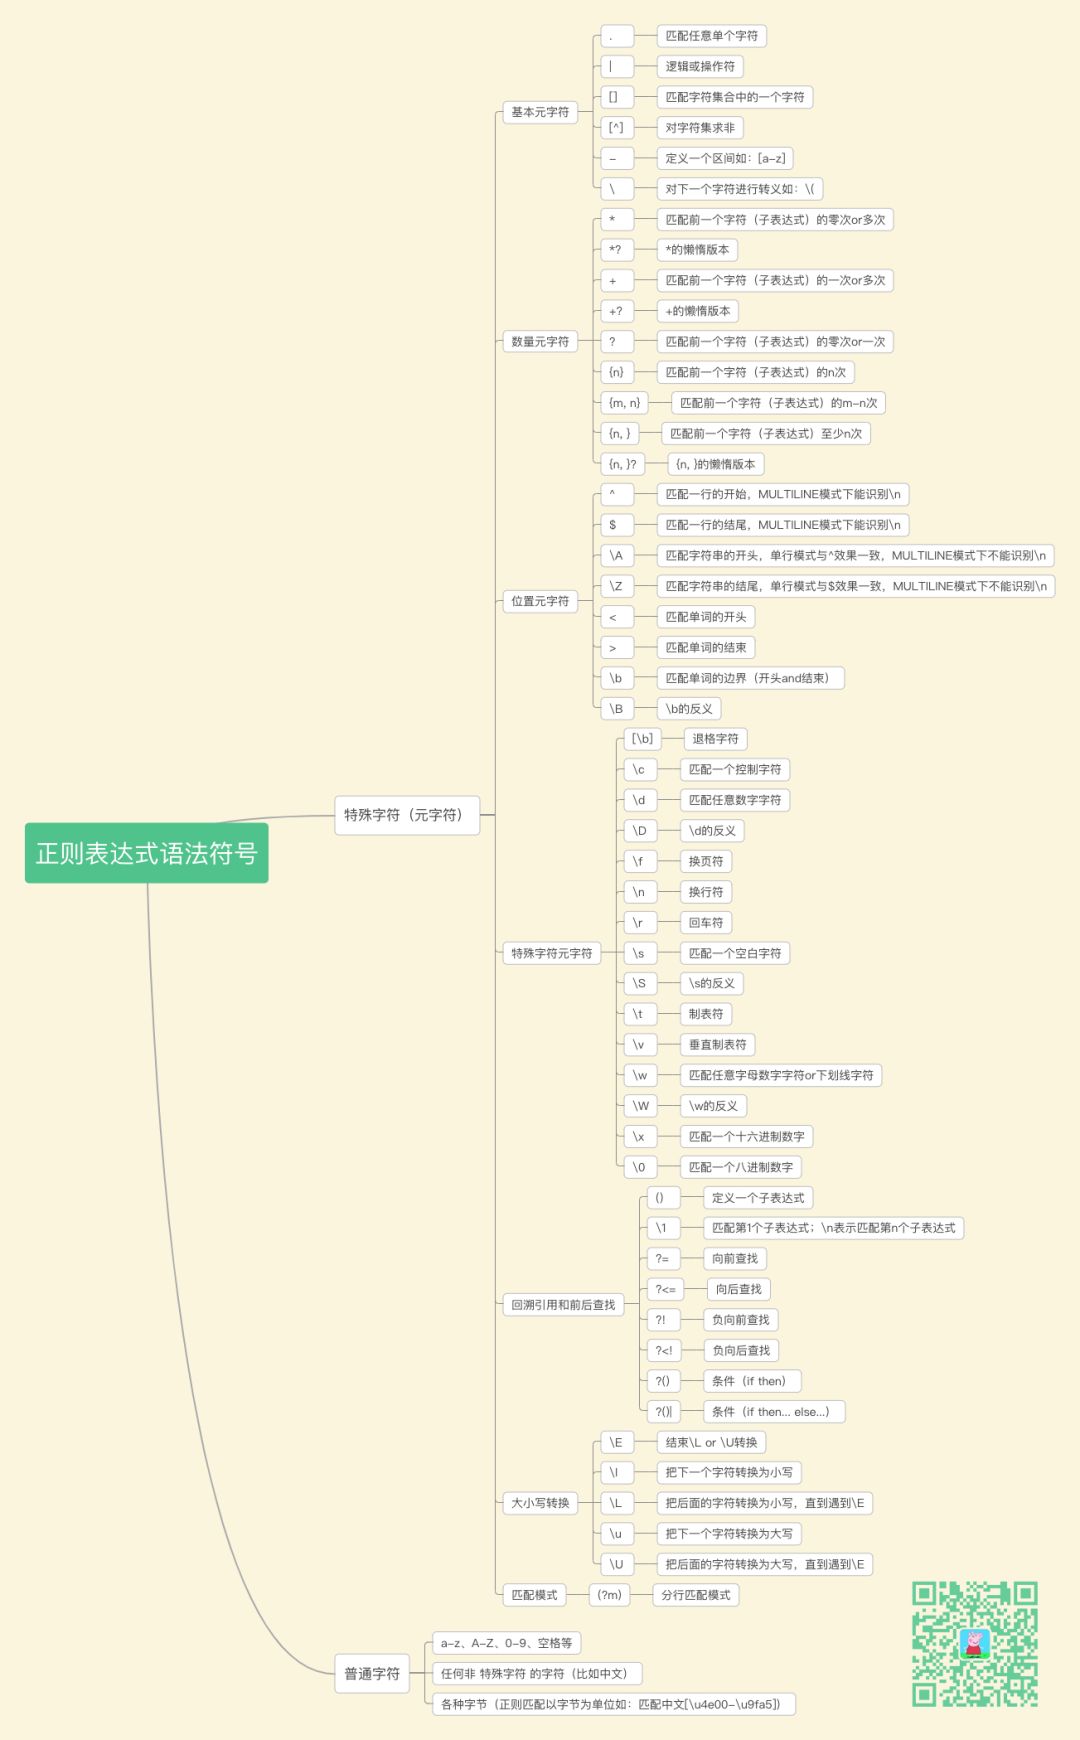 正则表达式语法符号
特殊字符（元字符）
基本元字符
. 匹配任意单个字符
| 逻辑或操作符
[] 匹配字符集合中的一个字符
[^] 对字符集求非
- 定义一个区间如：[a-z]
\ 对下一个字符进行转义如：\(
数量元字符
* 匹配前一个字符（子表达式）的零次or多次
*? *的懒惰版本
+ 匹配前一个字符（子表达式）的一次or多次
+? +的懒惰版本
? 匹配前一个字符（子表达式）的零次or一次
{n} 匹配前一个字符（子表达式）的n次
{m, n} 匹配前一个字符（子表达式）的m-n次
{n, } 匹配前一个字符（子表达式）至少n次
{n, }? {n, }的懒惰版本
位置元字符
^ 匹配一行的开始，MULTILINE模式下能识别\n
$ 匹配一行的结尾，MULTILINE模式下能识别\n
\A 匹配字符串的开头，单行模式与^效果一致，MULTILINE模式下不能识别\n
\Z 匹配字符串的结尾，单行模式与$效果一致，MULTILINE模式下不能识别\n
< 匹配单词的开头
> 匹配单词的结束
\b 匹配单词的边界（开头and结束）
\B \b的反义
特殊字符元字符
[\b] 退格字符
\c 匹配一个控制字符
\d 匹配任意数字字符
\D \d的反义
\f 换页符
\n 换行符
\r 回车符
\s 匹配一个空白字符
\S \s的反义
\t 制表符
\v 垂直制表符
\w 匹配任意字母数字字符or下划线字符
\W \w的反义
\x 匹配一个十六进制数字
\0 匹配一个八进制数字
回溯引用和前后查找
() 定义一个子表达式
\1 匹配第1个子表达式；\n表示匹配第n个子表达式
?= 向前查找
?<= 向后查找
?! 负向前查找
?<! 负向后查找
?() 条件（if then）
?()| 条件（if then... else...）
大小写转换
\E 结束\L or \U转换
\l 把下一个字符转换为小写
\L 把后面的字符转换为小写，直到遇到\E
\u 把下一个字符转换为大写
\U 把后面的字符转换为大写，直到遇到\E
匹配模式
(?m) 分行匹配模式
普通字符
a-z、A-Z、0-9、空格等
任何非 特殊字符 的字符（比如中文）
各种字节（正则匹配以字节为单位如：匹配中文[\u4e00-\u9fa5]）